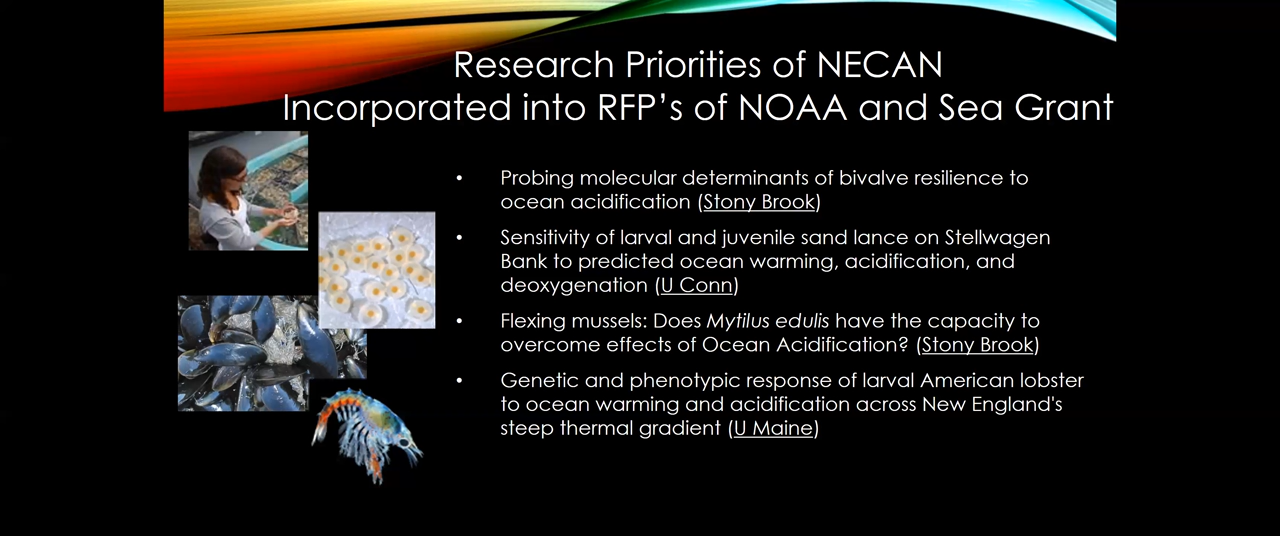 Research Priorities of NECAN
Incorporated into RFP's of NOAA and Sea Grant
• Probing molecular determinants of bivalve resilience to
ocean acidification (Stony Brook)
• Sensitivity of larval and juvenile sand lance on Stellwagen
Bank to predicted ocean warming, acidification, and
deoxygenation (U Conn)
• Flexing mussels: Does Mytilus edulis have the capacity to
overcome effects of Ocean Acidification? (Stony Brook)
• Genetic and phenotypic response of larval American lobster
to ocean warming and acidification across New England's
steep thermal gradient (U Maine)